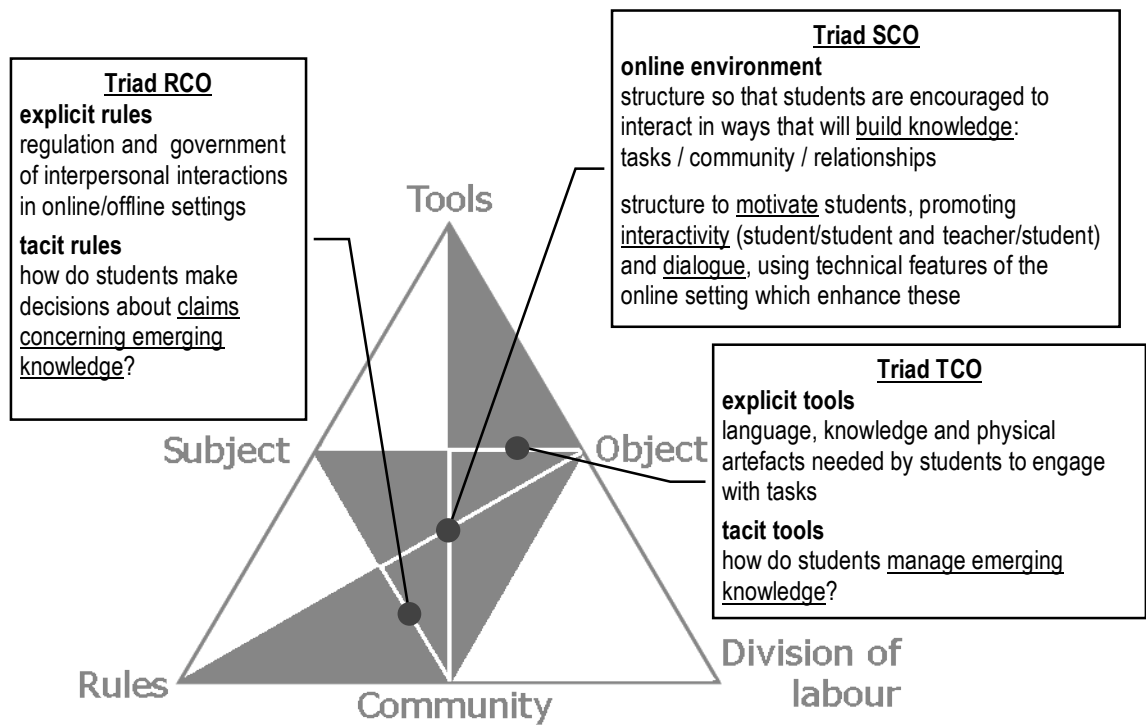 Triad RCO
explicit rules
regulation and government
of interpersonal interactions
in online/offline settings
tacit rules
how do students make
decisions about claims
concerning emerging
knowledge?
Triad SCO
online environment
structure so that students are encouraged to
interact in ways that will build knowledge:
tasks / community / relationships
structure to motivate students, promoting
interactivity (student/student and teacher/student)
and dialogue, using technical features of the
online setting which enhance these
Triad TCO
explicit tools
language, knowledge and physical
artefacts needed by students to engage
with tasks
tacit tools
how do students manage emerging
knowledge?
Tools
Subject
Object
Rules
Community
Division of
labour